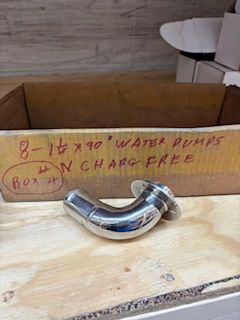 8-1½ X 90° WATER DUMPS
N CHARG FREE
BOX #4